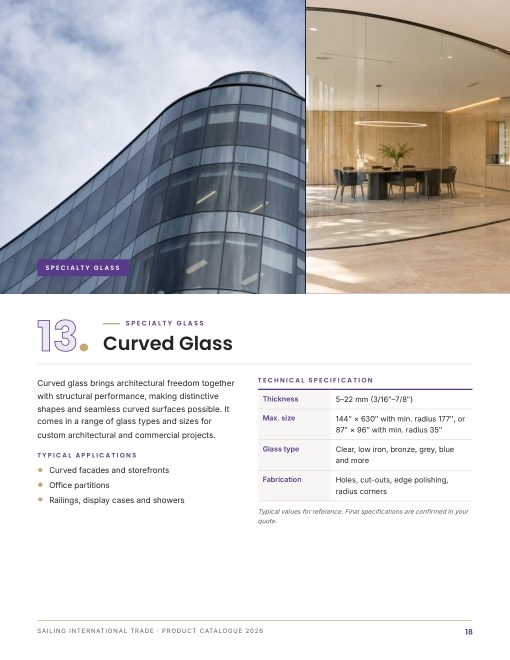 SPECIALTY GLASS
13.
SPECIALTY GLASS
Curved Glass
Curved glass brings architectural freedom together
with structural performance, making distinctive
shapes and seamless curved surfaces possible. It
comes in a range of glass types and sizes for
custom architectural and commercial projects.
TYPICAL APPLICATIONS
Curved facades and storefronts
Office partitions
Railings, display cases and showers
TECHNICAL SPECIFICATION
Thickness 5–22 mm (3/16″–7/8″)
Max. size 144″ × 630″ with min. radius 177″, or
87″ × 96″ with min. radius 35″
Glass type Clear, low iron, bronze, grey, blue
and more
Fabrication Holes, cut-outs, edge polishing,
radius corners
Typical values for reference. Final specifications are confirmed in your
quote.
SAILING INTERNATIONAL TRADE · PRODUCT CATALOGUE 2026
18